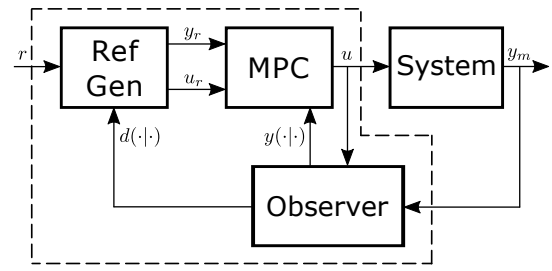 r
Ref
Gen
y_r
u_r
MPC
u
System
y_m
d(·|·)
y(·|·)
Observer